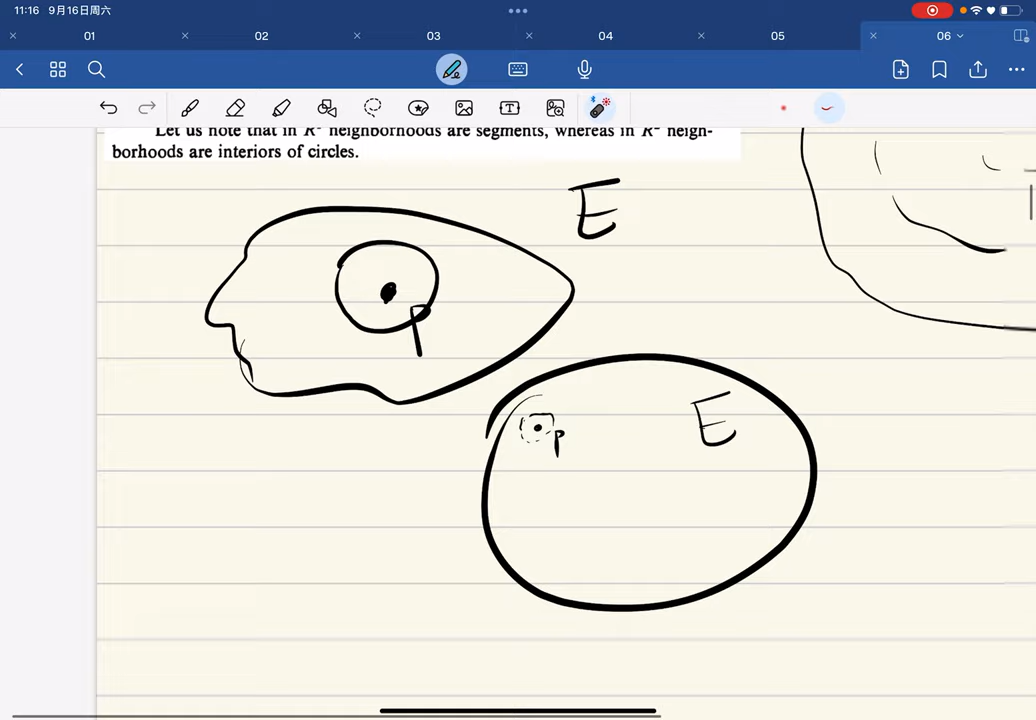 11:16 9月16日周六
01 02 03 04 05 06
Let us note that in R¹ neighborhoods are segments, whereas in R² neigh-
borhoods are interiors of circles.
E
P
E
p